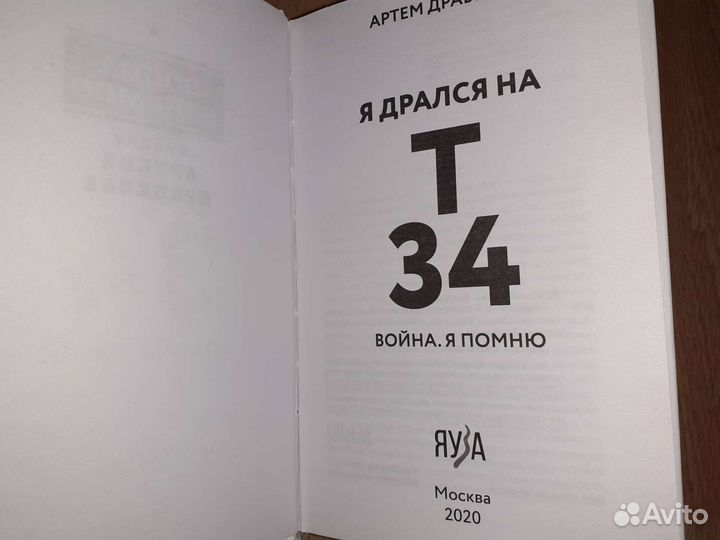 АРТЕМ
Я ДРАЛСЯ НА
Т
34
ВОЙНА. Я ПОМНЮ
ЯУЗА
Москва
2020
Avito